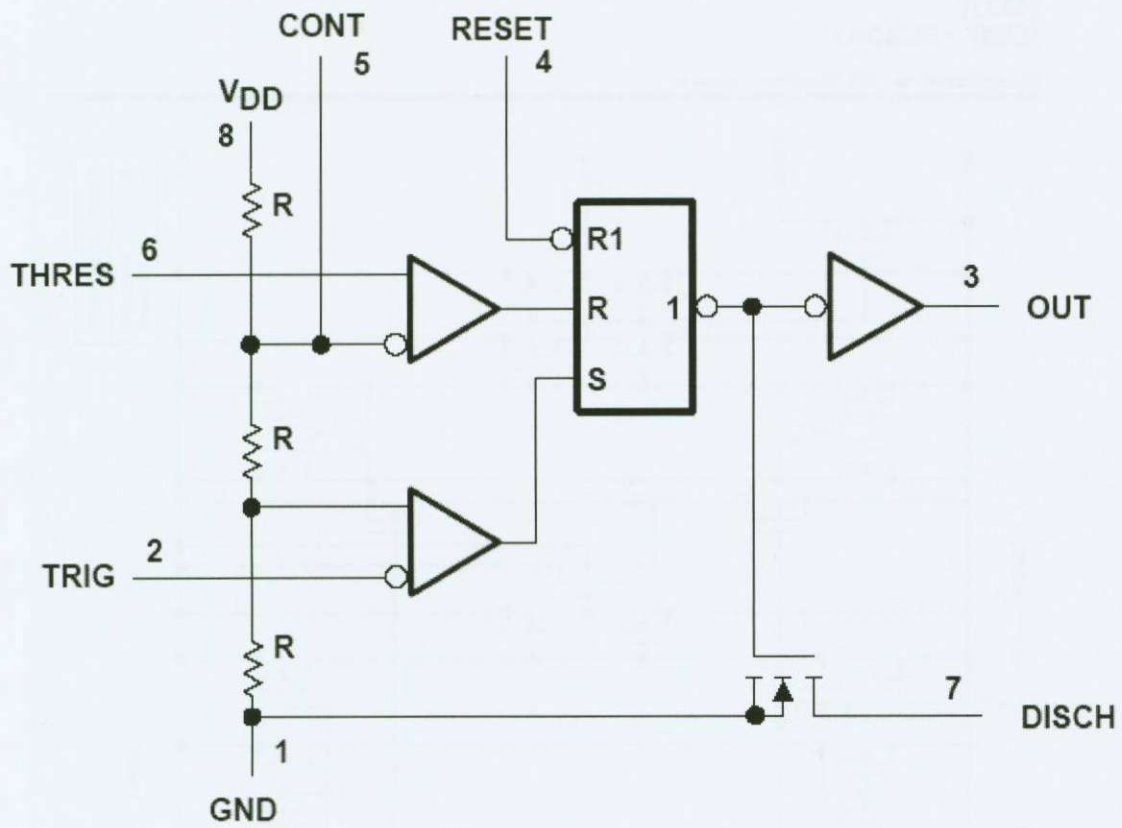 CONT
RESET
5
4
VDD
8
R
6
THRES
R1
R
1
3
OUT
S
R
2
TRIG
R
7
DISCH
1
GND